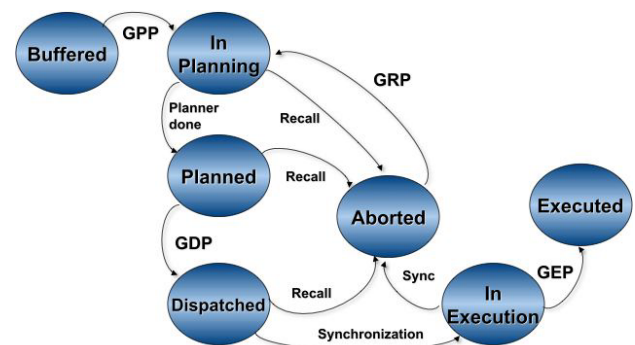 GPP
In
Planning
Buffered
GRP
Planner
done
Recall
Planned
Recall
Aborted
Executed
GDP
Sync
GEP
Dispatched
Recall
In
Execution
Synchronization